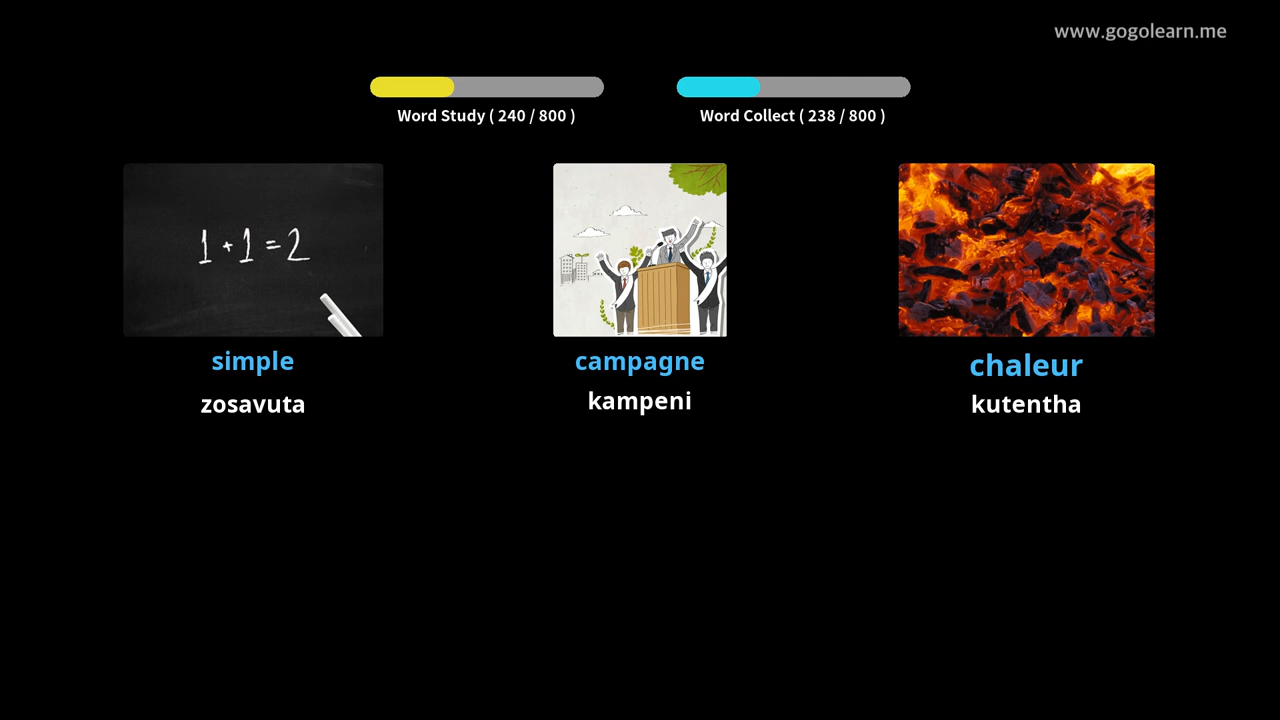 www.gogolearn.me
Word Study ( 240 / 800 )
Word Collect ( 238 / 800 )
1 + 1 = 2
simple
campagne
chaleur
zosavuta
kampeni
kutentha